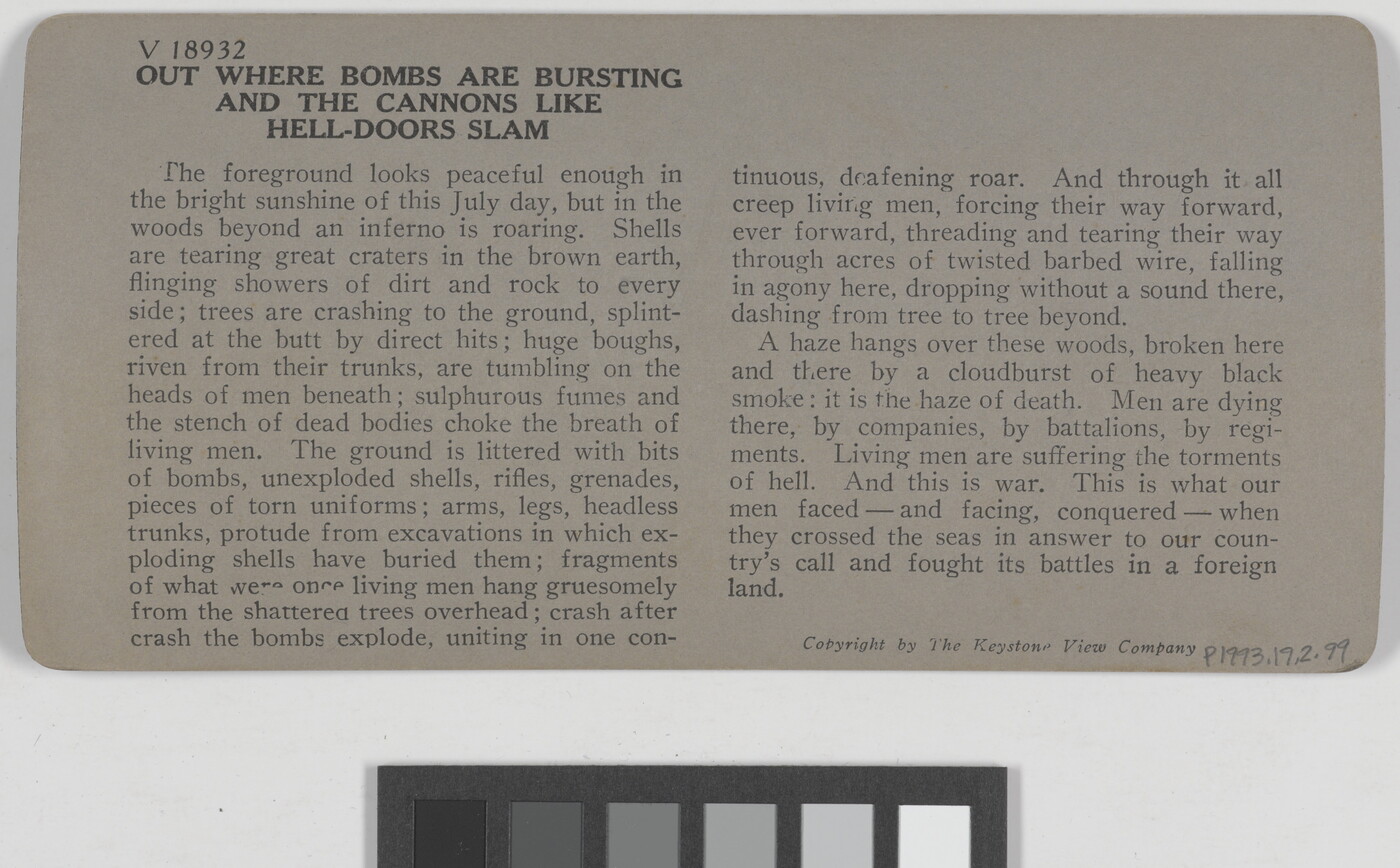 V 18932
OUT WHERE BOMBS ARE BURSTING
AND THE CANNONS LIKE
HELL-DOORS SLAM
The foreground looks peaceful enough in
the bright sunshine of this July day, but in the
woods beyond an inferno is roaring. Shells
are tearing great craters in the brown earth,
flinging showers of dirt and rock to every
side; trees are crashing to the ground, splint-
ered at the butt by direct hits; huge boughs,
riven from their trunks, are tumbling on the
heads of men beneath; sulphurous fumes and
the stench of dead bodies choke the breath of
living men. The ground is littered with bits
of bombs, unexploded shells, rifles, grenades,
pieces of torn uniforms; arms, legs, headless
trunks, protude from excavations in which ex-
ploding shells have buried them; fragments
of what were once living men hang gruesomely
from the shattered trees overhead; crash after
crash the bombs explode, uniting in one con-
tinuous, deafening roar. And through it all
creep living men, forcing their way forward,
ever forward, threading and tearing their way
through acres of twisted barbed wire, falling
in agony here, dropping without a sound there,
dashing from tree to tree beyond.
A haze hangs over these woods, broken here
and there by a cloudburst of heavy black
smoke: it is the haze of death. Men are dying
there, by companies, by battalions, by regi-
ments. Living men are suffering the torments
of hell. And this is war. This is what our
men faced — and facing, conquered — when
they crossed the seas in answer to our coun-
try's call and fought its battles in a foreign
land.
Copyright by The Keystone View Company
P1993.19.2.99